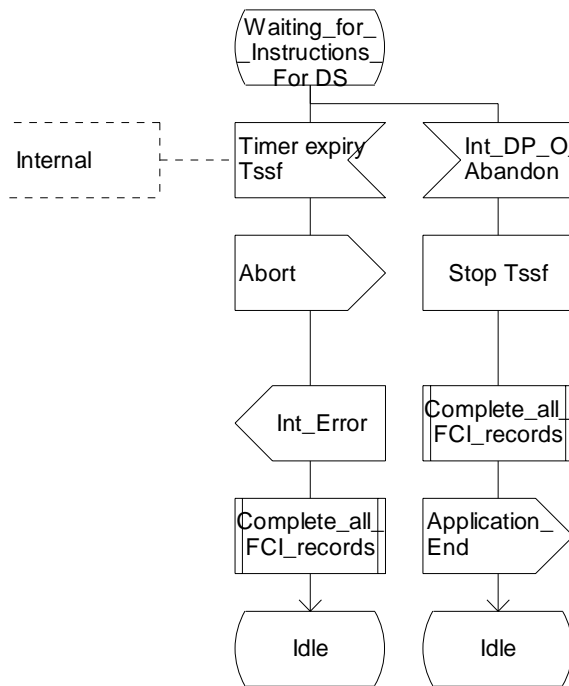 Waiting_for_
_Instructions_
For DS
Internal
Timer expiry
Tssf
Int_DP_O_
Abandon
Abort
Stop Tssf
Int_Error
Complete_all_
FCI_records
Complete_all_
FCI_records
Application_
End
Idle
Idle